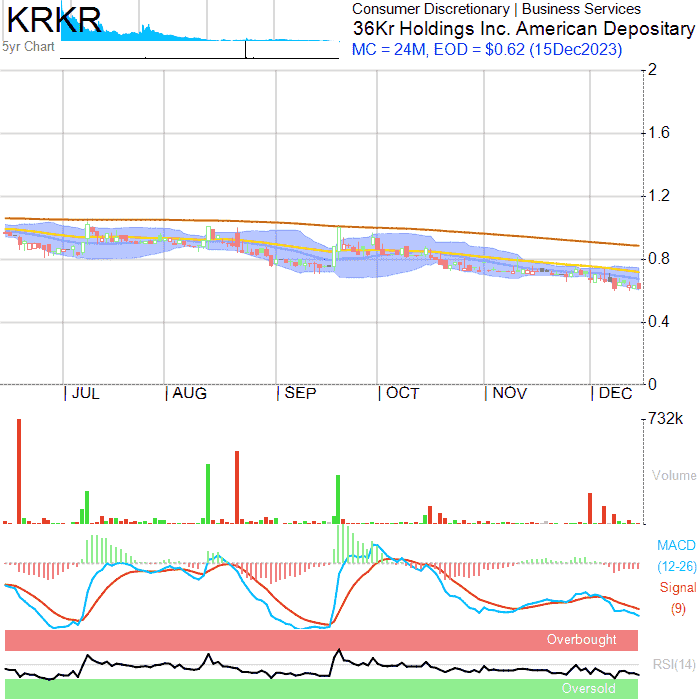 KRKR
5yr Chart
Consumer Discretionary | Business Services
36Kr Holdings Inc. American Depositary
MC = 24M, EOD = $0.62 (15Dec2023)
2
1.6
1.2
0.8
0.4
0
JUL AUG SEP OCT NOV DEC
732k
Volume
MACD
(12-26)
Signal
(9)
Overbought
RSI(14)
Oversold